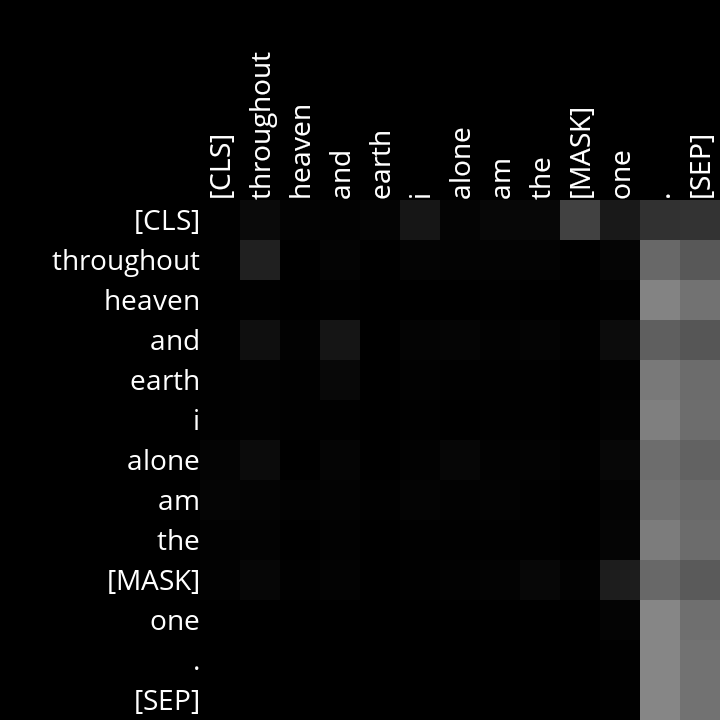 [CLS] throughout heaven and earth i alone am the [MASK] one . [SEP]
[CLS]
throughout
heaven
and
earth
i
alone
am
the
[MASK]
one
.
[SEP]